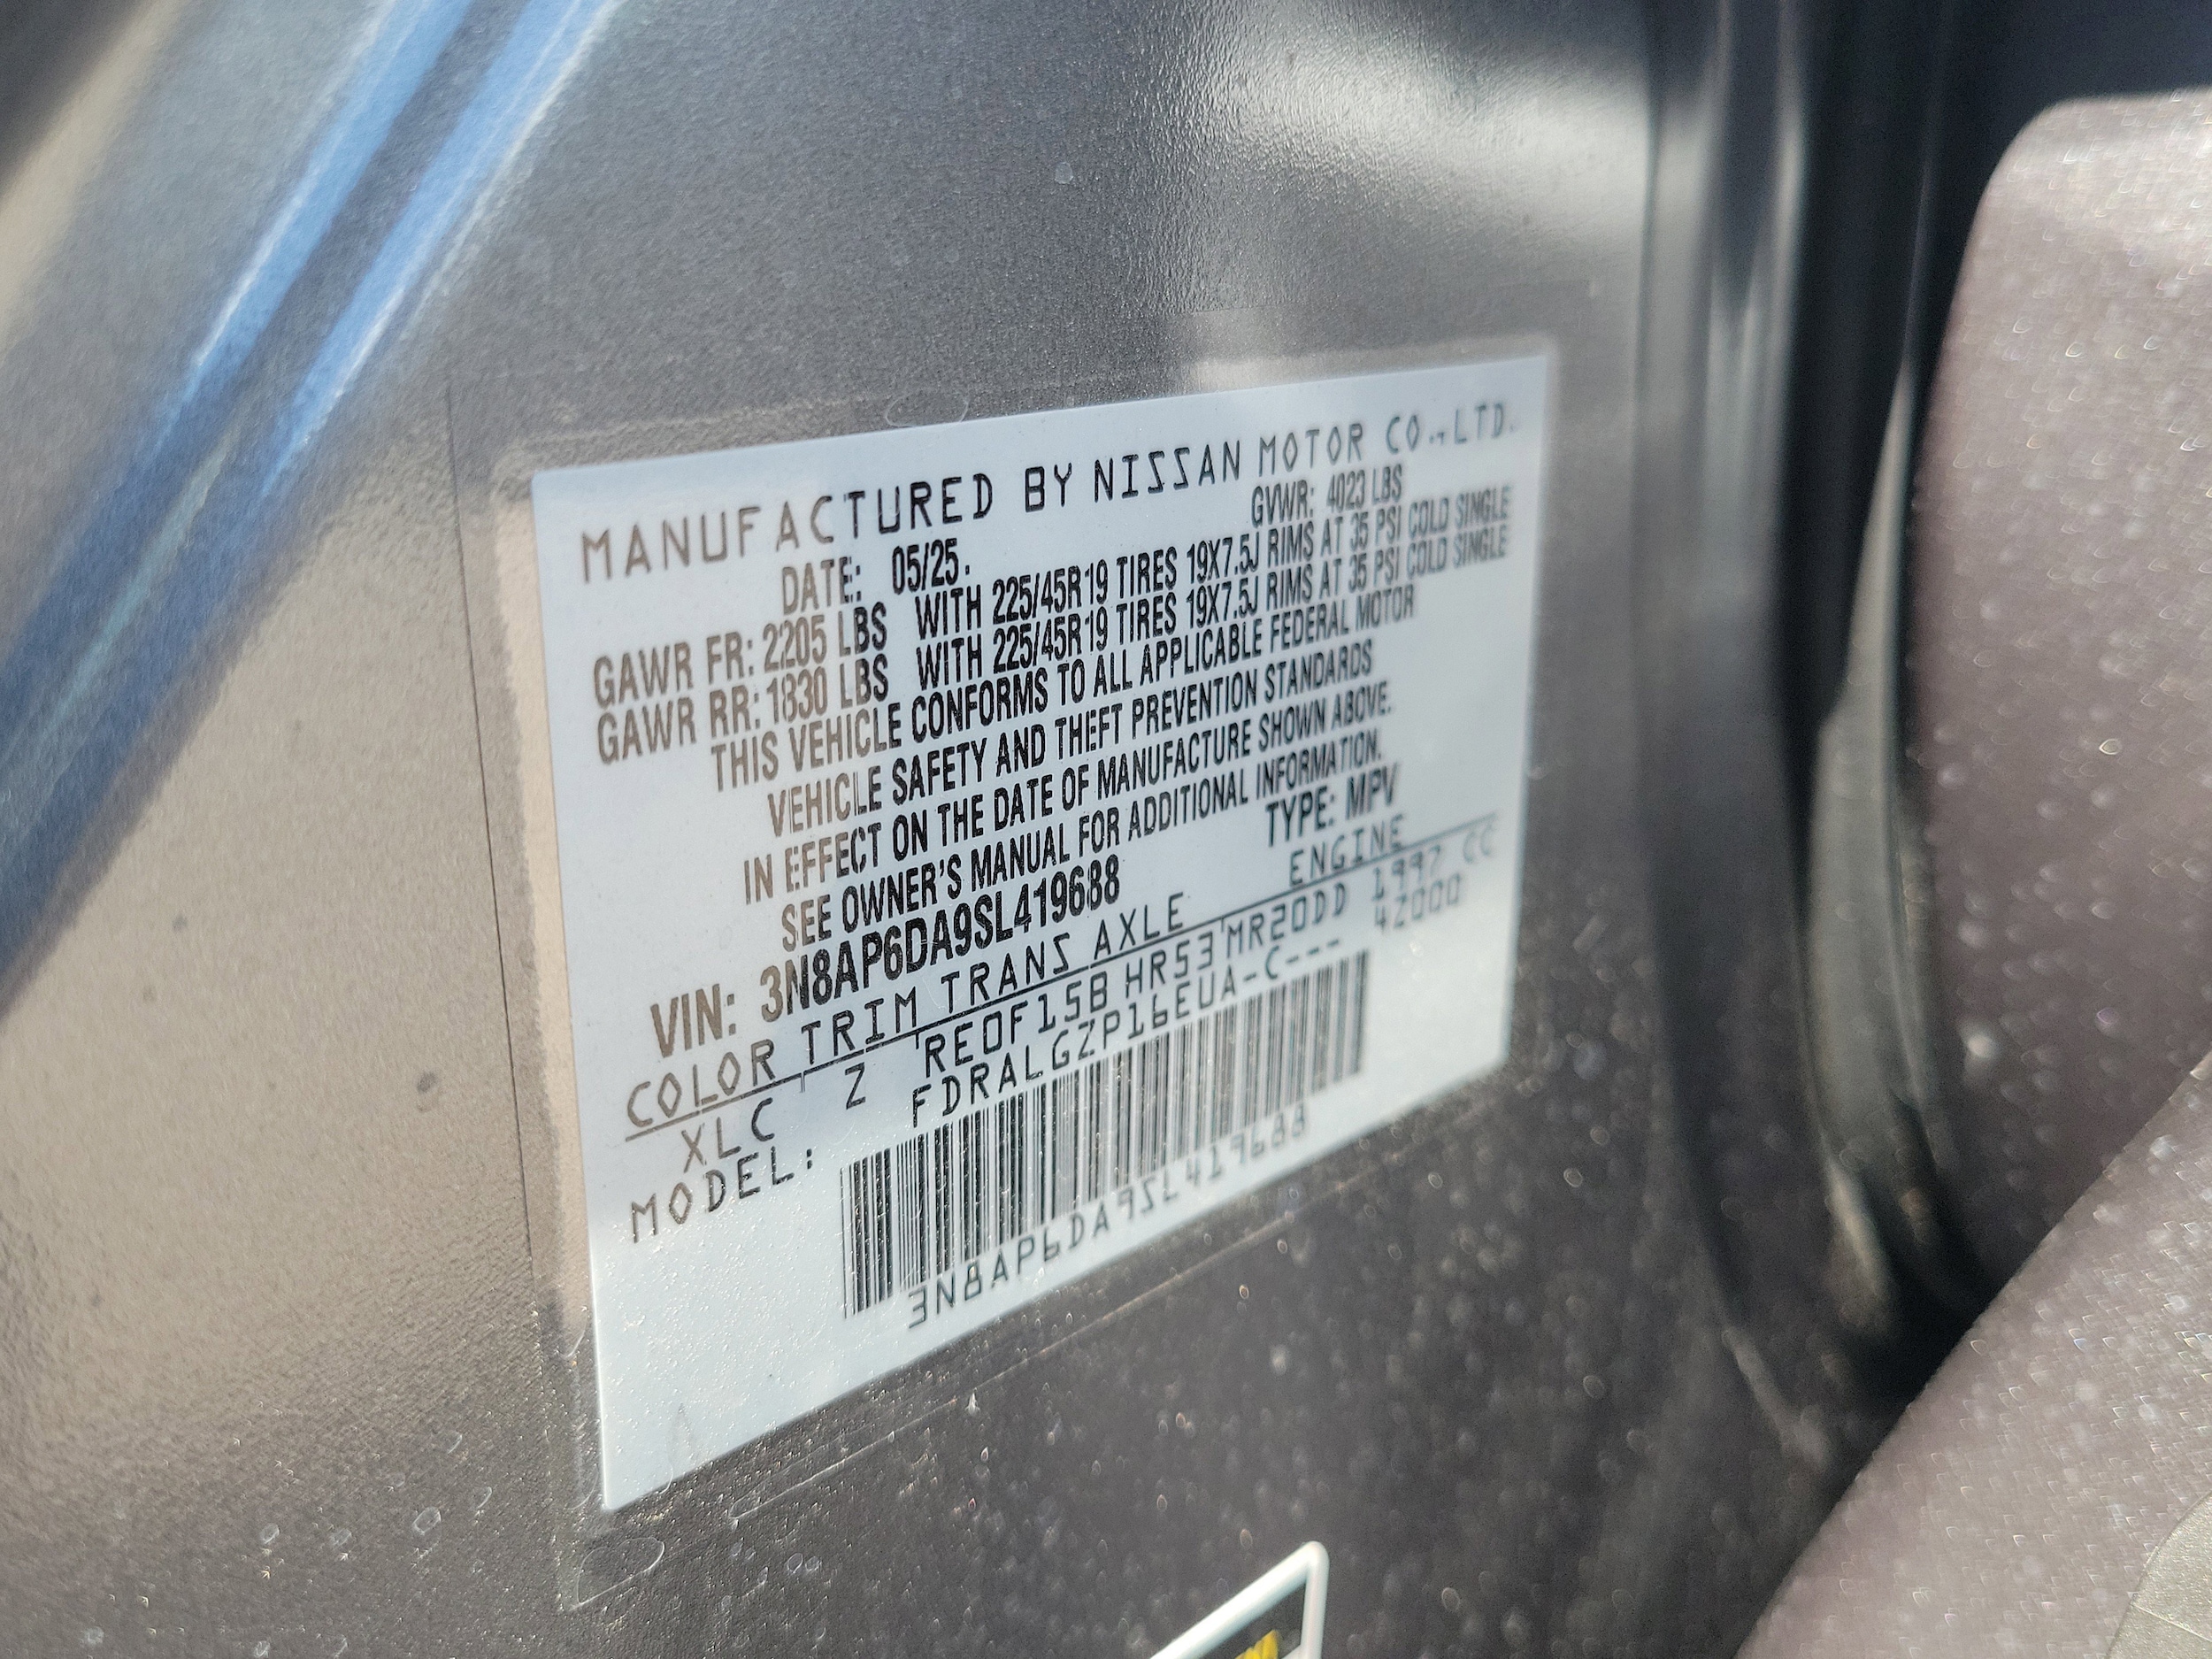 MANUFACTURED BY NISSAN MOTOR CO.,LTD.
DATE: 05/25. GVWR: 4023 LBS
GAWR FR: 2205 LBS WITH 225/45R19 TIRES 19X7.5J RIMS AT 35 PSI COLD SINGLE
GAWR RR: 1830 LBS WITH 225/45R19 TIRES 19X7.5J RIMS AT 35 PSI COLD SINGLE
THIS VEHICLE CONFORMS TO ALL APPLICABLE FEDERAL MOTOR
VEHICLE SAFETY AND THEFT PREVENTION STANDARDS
IN EFFECT ON THE DATE OF MANUFACTURE SHOWN ABOVE.
SEE OWNER'S MANUAL FOR ADDITIONAL INFORMATION.
VIN: 3N8AP6DA9SL419688 TYPE: MPV
COLOR TRIM TRANS AXLE ENGINE
XLC Z RE0F15B HR53 MR20DD 1997 CC
MODEL: FDRALGZP16EUA-C--- 42000
3N8AP6DA9SL419688